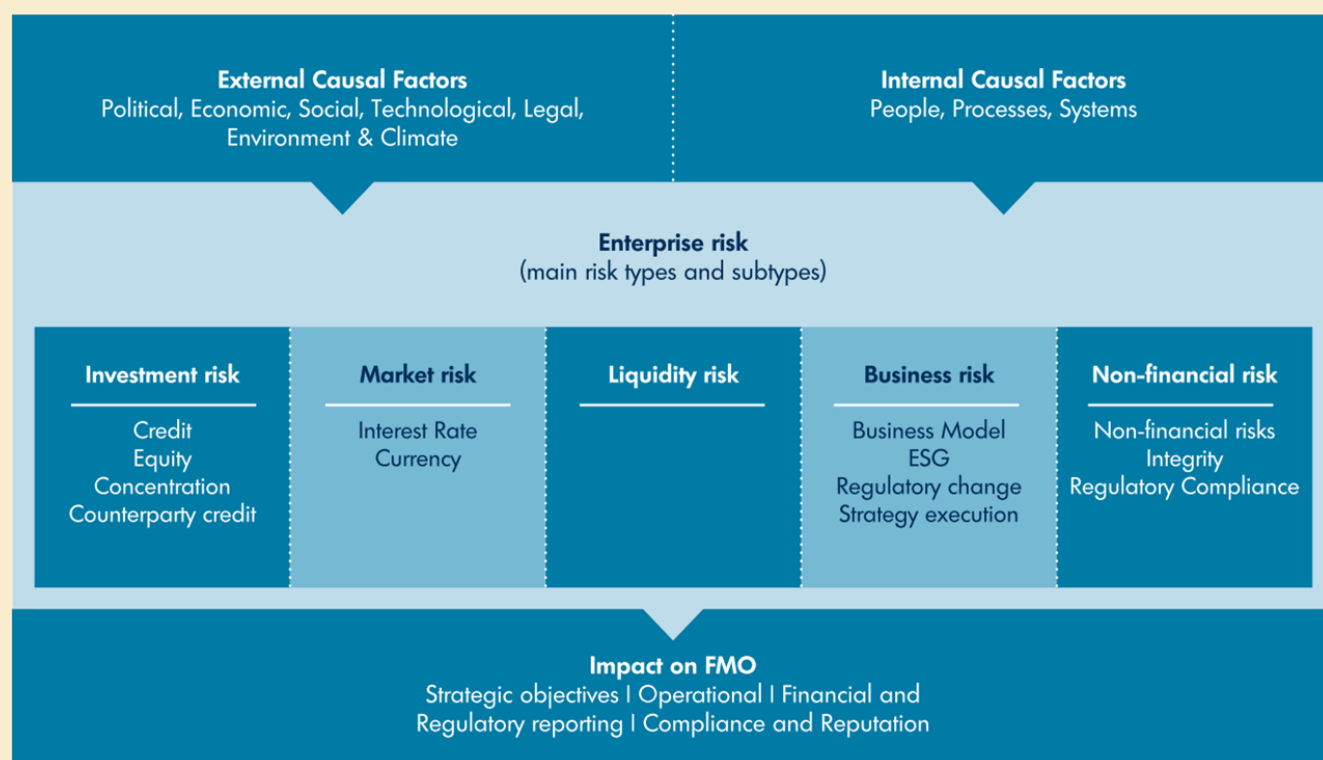 External Causal Factors
Political, Economic, Social, Technological, Legal,
Environment & Climate
Internal Causal Factors
People, Processes, Systems
Enterprise risk
(main risk types and subtypes)
Investment risk
Credit
Equity
Concentration
Counterparty credit
Market risk
Interest Rate
Currency
Liquidity risk
Business risk
Business Model
ESG
Regulatory change
Strategy execution
Non-financial risk
Non-financial risks
Integrity
Regulatory Compliance
Impact on FMO
Strategic objectives I Operational I Financial and
Regulatory reporting I Compliance and Reputation